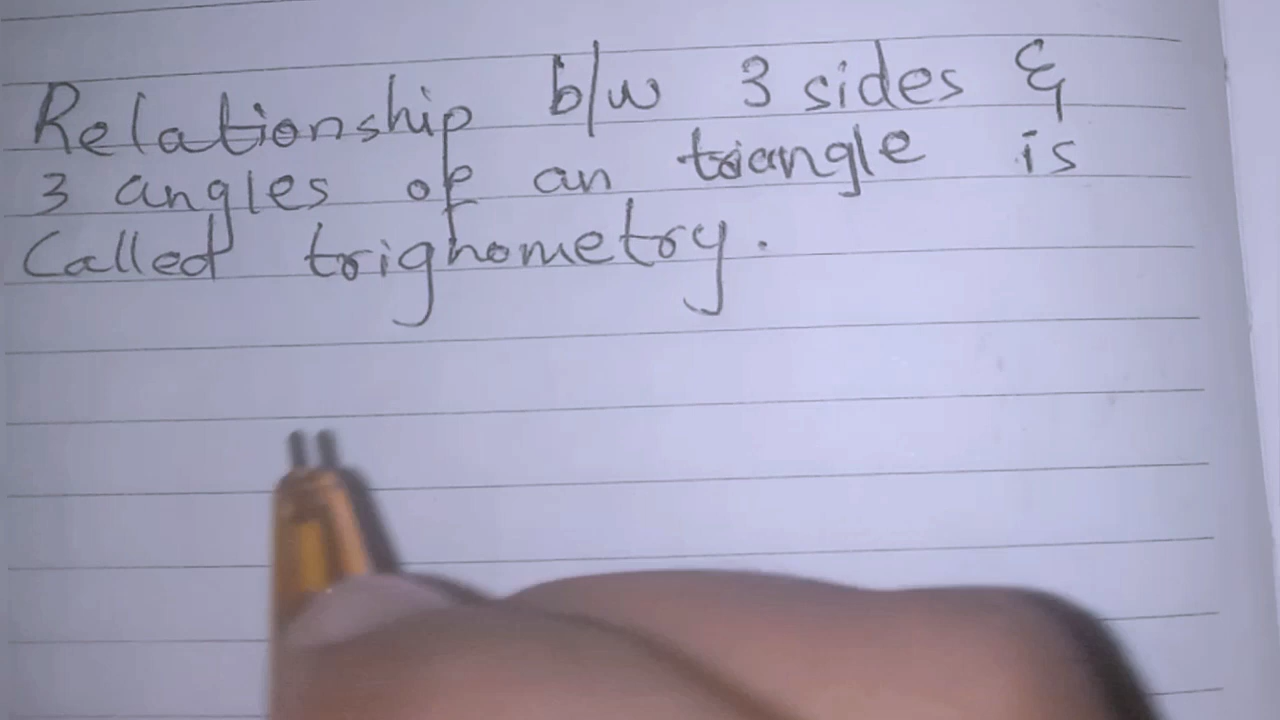 Relationship b/w 3 sides &
3 angles of an triangle is
Called trighometry.